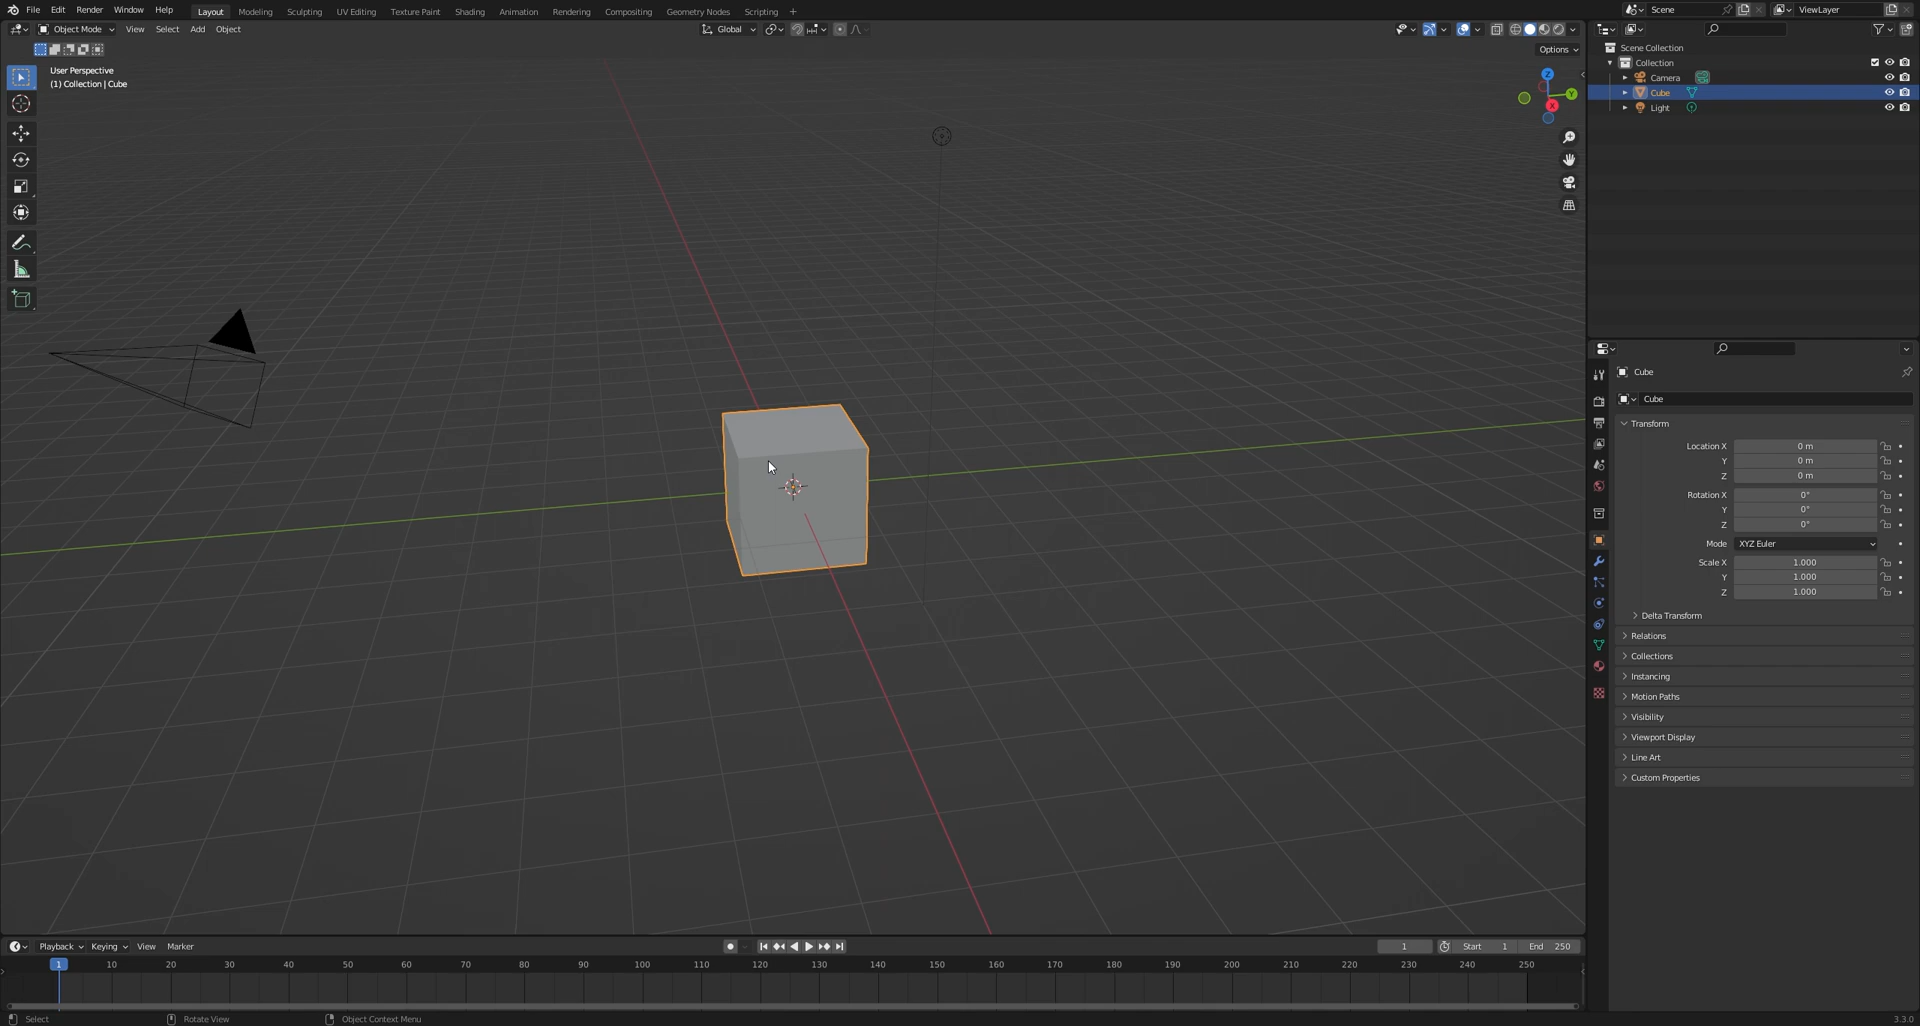 File Edit Render Window Help Layout Modeling Sculpting UV Editing Texture Paint Shading Animation Rendering Compositing Geometry Nodes Scripting + Scene ViewLayer
Object Mode View Select Add Object Global
Options
User Perspective
(1) Collection | Cube
Z
Y
X
Scene Collection
Collection
Camera
Cube
Light
Cube
Cube
Transform
Location X 0 m
Y 0 m
Z 0 m
Rotation X 0°
Y 0°
Z 0°
Mode XYZ Euler
Scale X 1.000
Y 1.000
Z 1.000
Delta Transform
Relations
Collections
Instancing
Motion Paths
Visibility
Viewport Display
Line Art
Custom Properties
Playback Keying View Marker 1 Start 1 End 250
1 10 20 30 40 50 60 70 80 90 100 110 120 130 140 150 160 170 180 190 200 210 220 230 240 250
Select Rotate View Object Context Menu 3.3.0